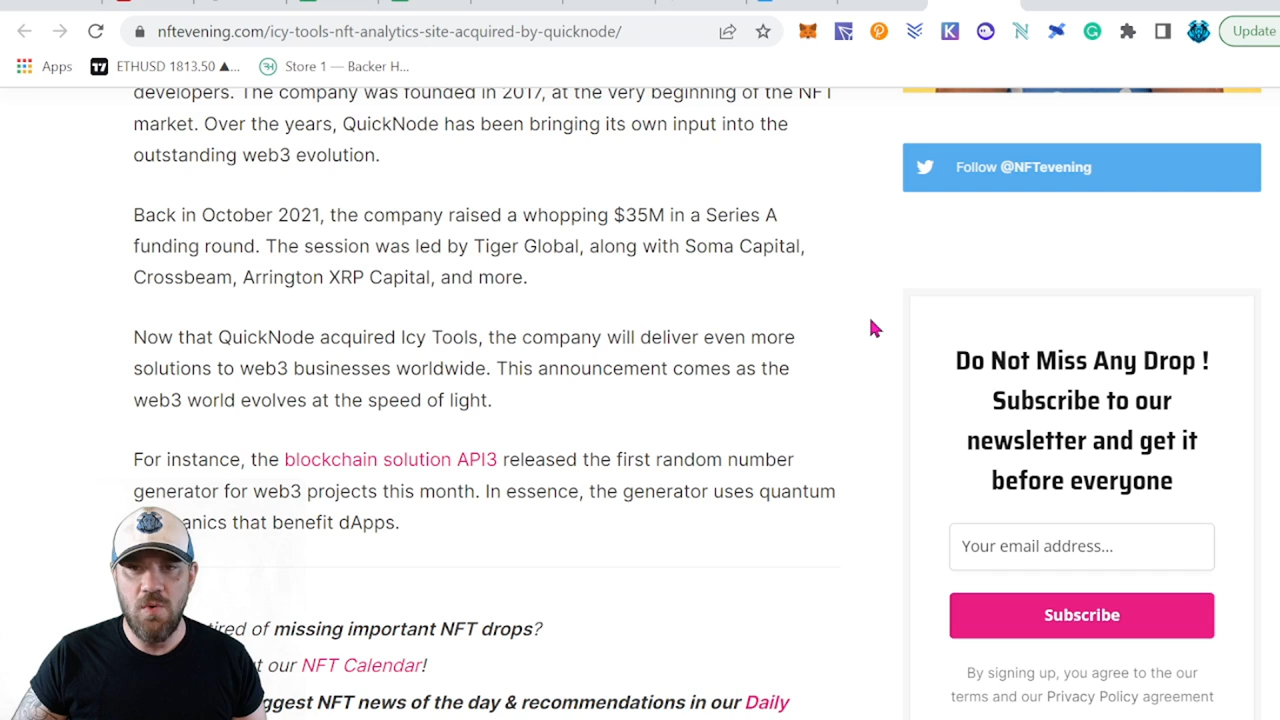 nftevening.com/icy-tools-nft-analytics-site-acquired-by-quicknode/
Update
Apps
ETHUSD 1813.50 ▲...
Store 1 — Backer H...
developers. The company was founded in 2017, at the very beginning of the NFT
market. Over the years, QuickNode has been bringing its own input into the
outstanding web3 evolution.
Back in October 2021, the company raised a whopping $35M in a Series A
funding round. The session was led by Tiger Global, along with Soma Capital,
Crossbeam, Arrington XRP Capital, and more.
Now that QuickNode acquired Icy Tools, the company will deliver even more
solutions to web3 businesses worldwide. This announcement comes as the
web3 world evolves at the speed of light.
For instance, the blockchain solution API3 released the first random number
generator for web3 projects this month. In essence, the generator uses quantum
anics that benefit dApps.
tired of missing important NFT drops?
t our NFT Calendar!
ggest NFT news of the day & recommendations in our Daily
Follow @NFTevening
Do Not Miss Any Drop !
Subscribe to our
newsletter and get it
before everyone
Your email address...
Subscribe
By signing up, you agree to the our
terms and our Privacy Policy agreement